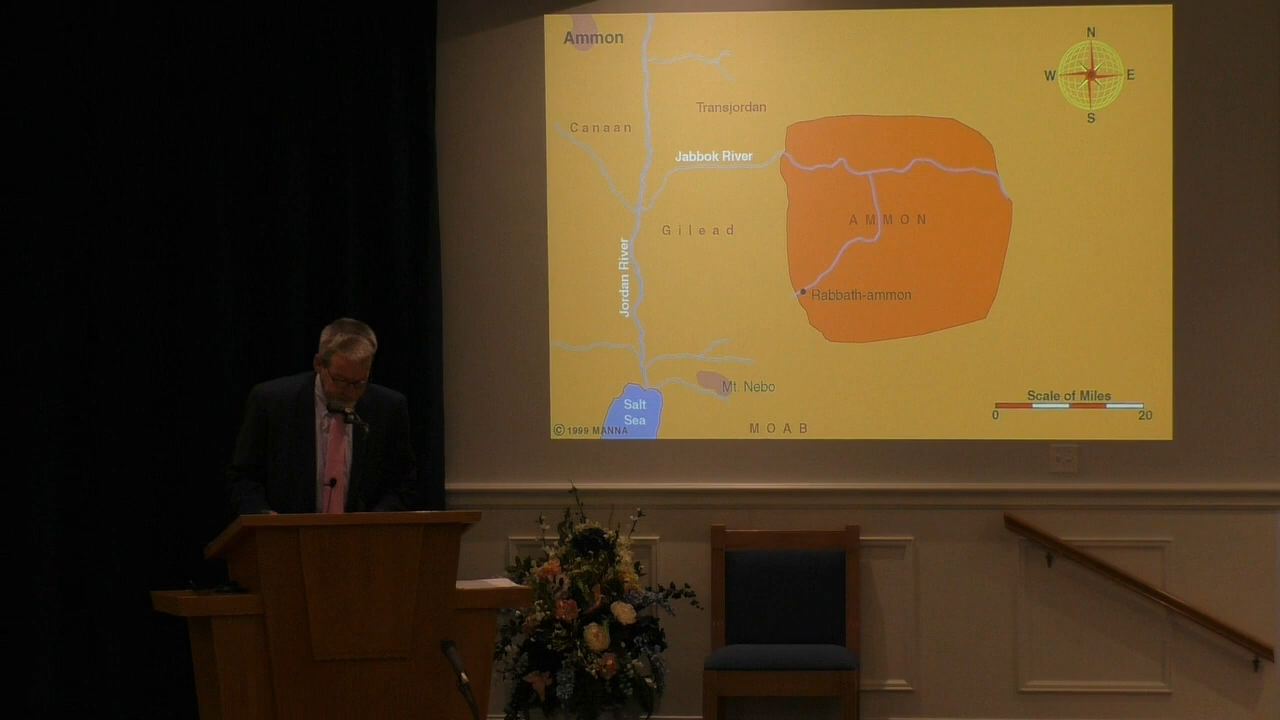 Ammon
N
W
E
S
Transjordan
Canaan
Jabbok River
AMMON
Gilead
Jordan River
Rabbath-ammon
Mt. Nebo
Scale of Miles
0
20
Salt
Sea
© 1999 MANNA
MOAB